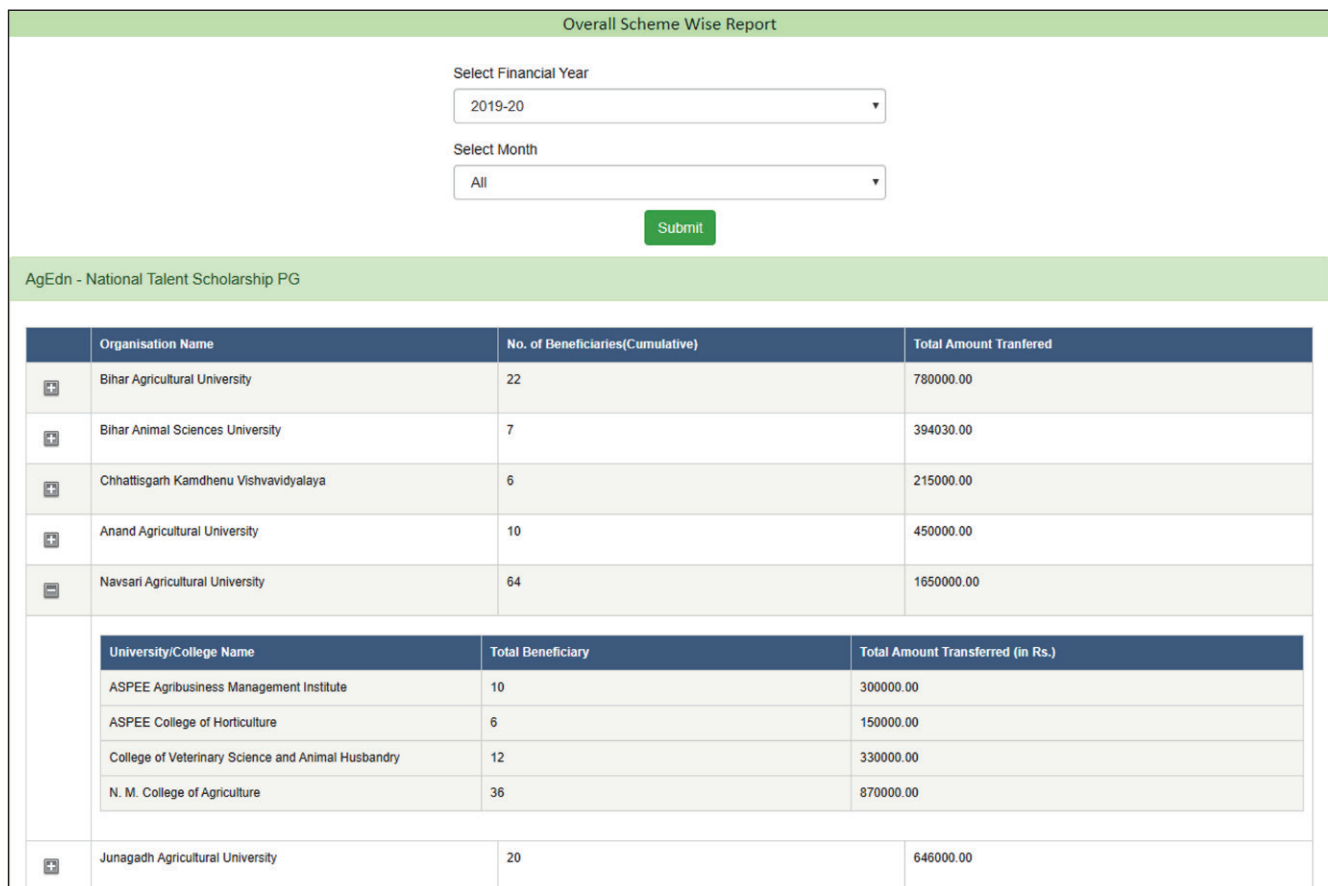 Overall Scheme Wise Report
Select Financial Year
2019-20
Select Month
All
Submit
AgEdn - National Talent Scholarship PG
Organisation Name No. of Beneficiaries(Cumulative) Total Amount Tranfered
Bihar Agricultural University 22 780000.00
Bihar Animal Sciences University 7 394030.00
Chhattisgarh Kamdhenu Vishvavidyalaya 6 215000.00
Anand Agricultural University 10 450000.00
Navsari Agricultural University 64 1650000.00
University/College Name Total Beneficiary Total Amount Transferred (in Rs.)
ASPEE Agribusiness Management Institute 10 300000.00
ASPEE College of Horticulture 6 150000.00
College of Veterinary Science and Animal Husbandry 12 330000.00
N. M. College of Agriculture 36 870000.00
Junagadh Agricultural University 20 646000.00